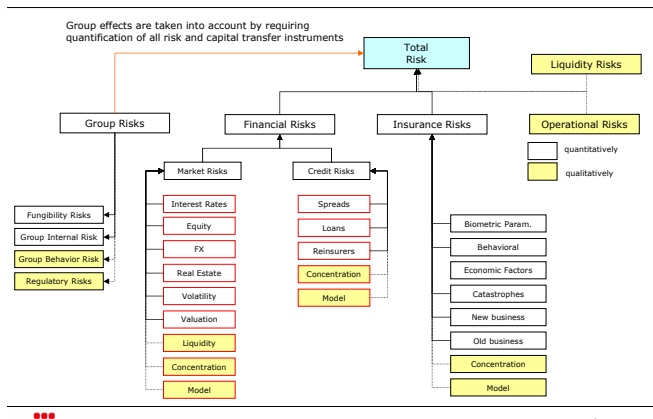 Group effects are taken into account by requiring
quantification of all risk and capital transfer instruments
Total
Risk
Liquidity Risks
Group Risks
Financial Risks
Insurance Risks
Operational Risks
quantitatively
qualitatively
Market Risks
Credit Risks
Fungibility Risks
Group Internal Risk
Group Behavior Risk
Regulatory Risks
Interest Rates
Equity
FX
Real Estate
Volatility
Valuation
Liquidity
Concentration
Model
Spreads
Loans
Reinsurers
Concentration
Model
Biometric Param.
Behavioral
Economic Factors
Catastrophes
New business
Old business
Concentration
Model